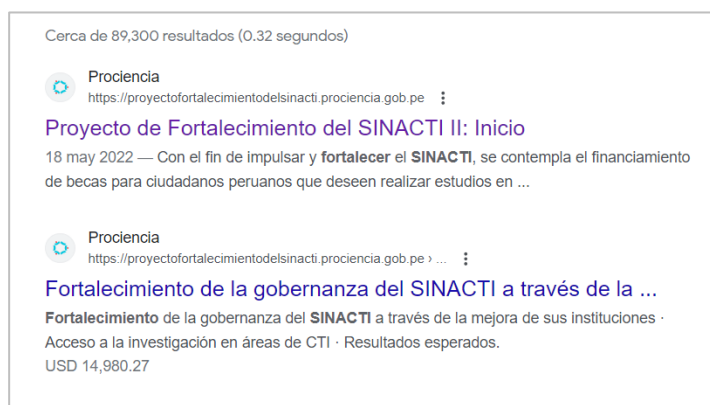 Cerca de 89,300 resultados (0.32 segundos)
Prociencia
https://proyectofortalecimientodelsinacti.prociencia.gob.pe
Proyecto de Fortalecimiento del SINACTI II: Inicio
18 may 2022 — Con el fin de impulsar y fortalecer el SINACTI, se contempla el financiamiento
de becas para ciudadanos peruanos que deseen realizar estudios en ...
Prociencia
https://proyectofortalecimientodelsinacti.prociencia.gob.pe › ...
Fortalecimiento de la gobernanza del SINACTI a través de la ...
Fortalecimiento de la gobernanza del SINACTI a través de la mejora de sus instituciones ·
Acceso a la investigación en áreas de CTI · Resultados esperados.
USD 14,980.27